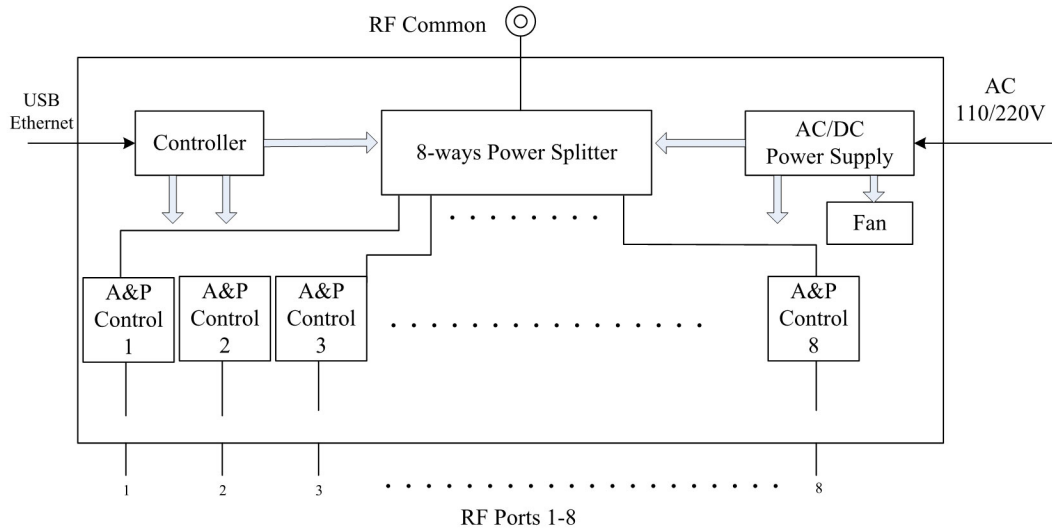 RF Common
USB
Ethernet
AC
110/220V
Controller
8-ways Power Splitter
AC/DC
Power Supply
Fan
A&P
Control
1
A&P
Control
2
A&P
Control
3
A&P
Control
8
1
2
3
8
RF Ports 1-8